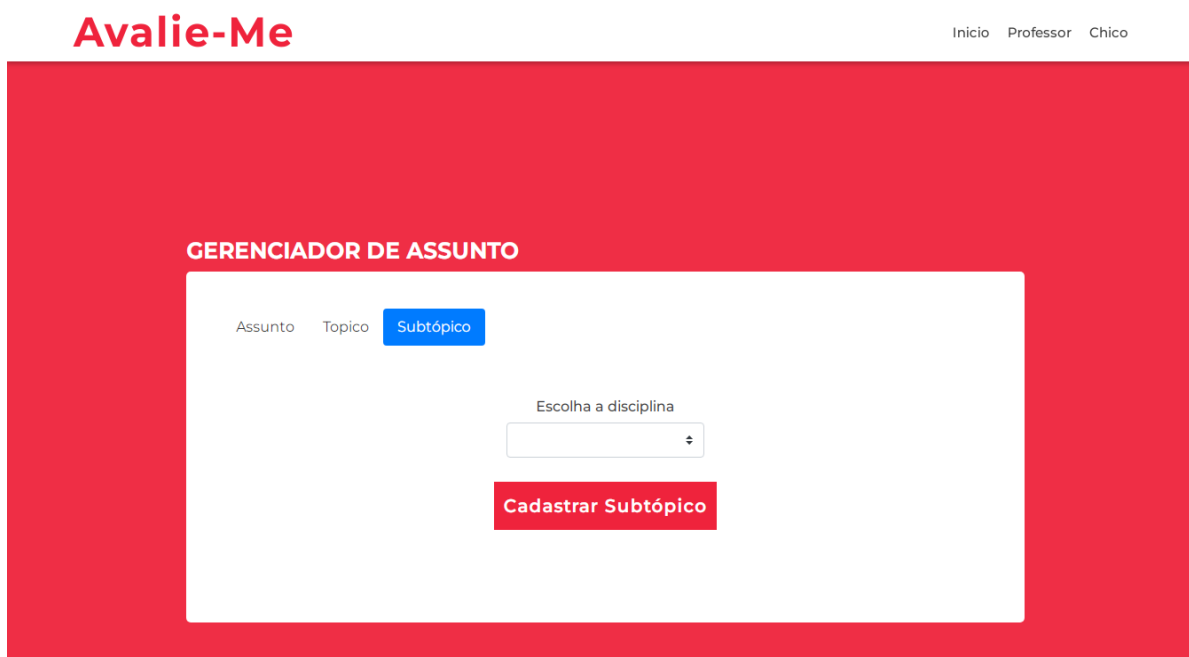 Avalie-Me
Inicio Professor Chico
GERENCIADOR DE ASSUNTO
Assunto Topico Subtópico
Escolha a disciplina
Cadastrar Subtópico